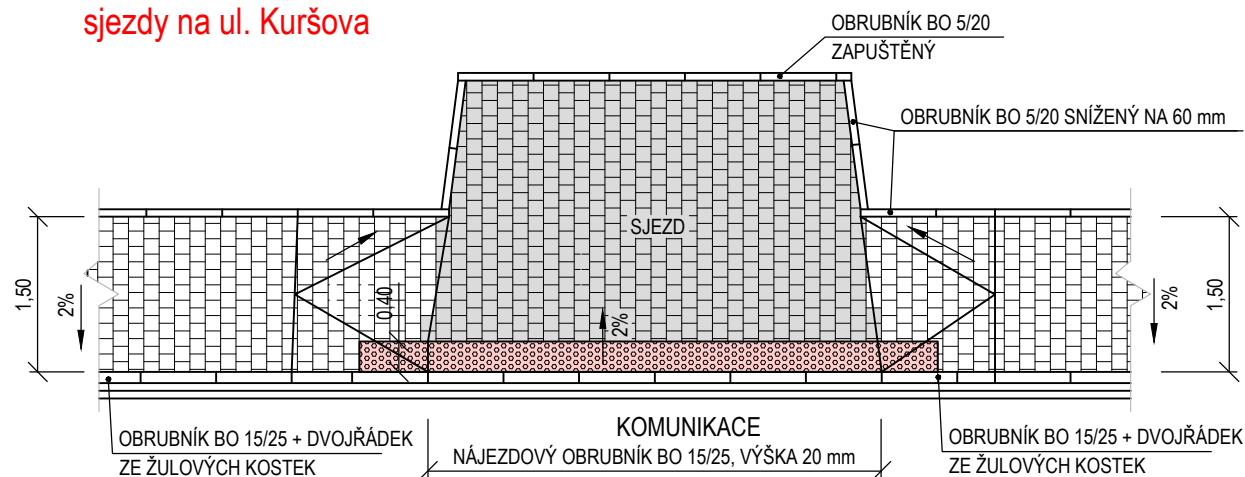 sjezdy na ul. Kuršova
OBRUBNÍK BO 5/20
ZAPUŠTĚNÝ
OBRUBNÍK BO 5/20 SNÍŽENÝ NA 60 mm
SJEZD
1,50
2%
0,40
2%
2%
1,50
KOMUNIKACE
OBRUBNÍK BO 15/25 + DVOJŘÁDEK
ZE ŽULOVÝCH KOSTEK
NÁJEZDOVÝ OBRUBNÍK BO 15/25, VÝŠKA 20 mm
OBRUBNÍK BO 15/25 + DVOJŘÁDEK
ZE ŽULOVÝCH KOSTEK